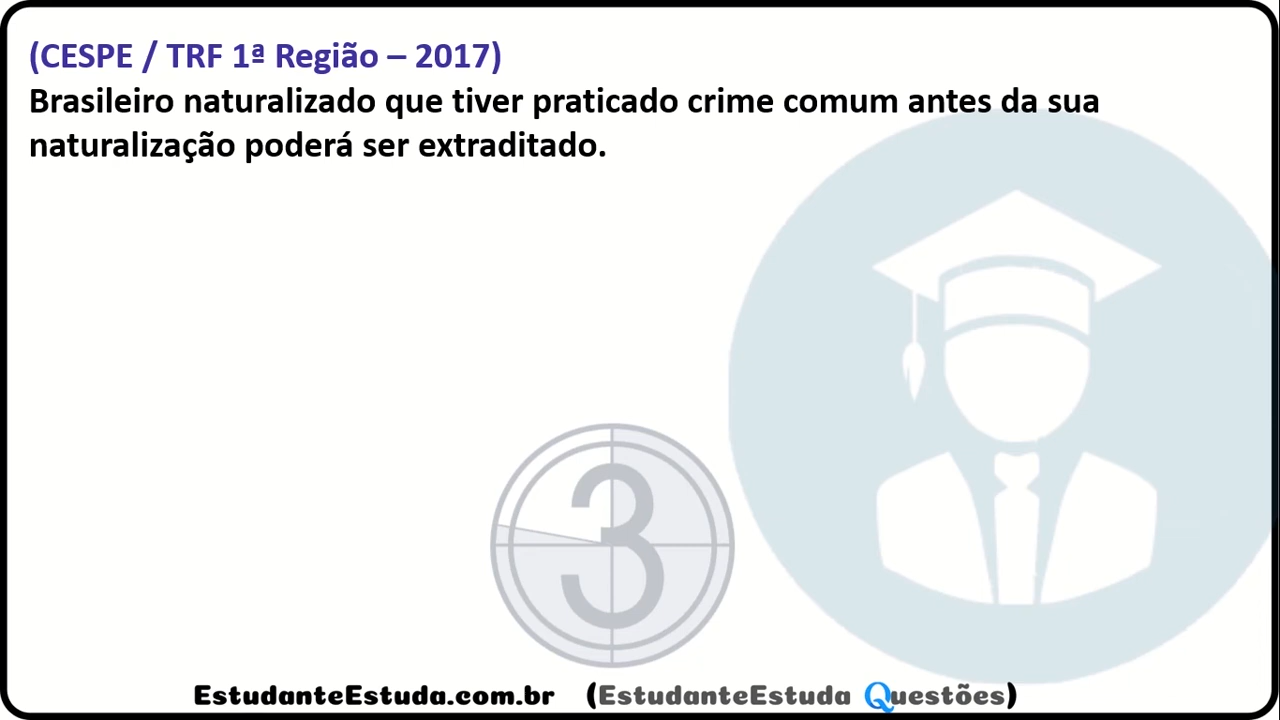 (CESPE / TRF 1ª Região – 2017)
Brasileiro naturalizado que tiver praticado crime comum antes da sua
naturalização poderá ser extraditado.
3
EstudanteEstuda.com.br (EstudanteEstuda Questões)